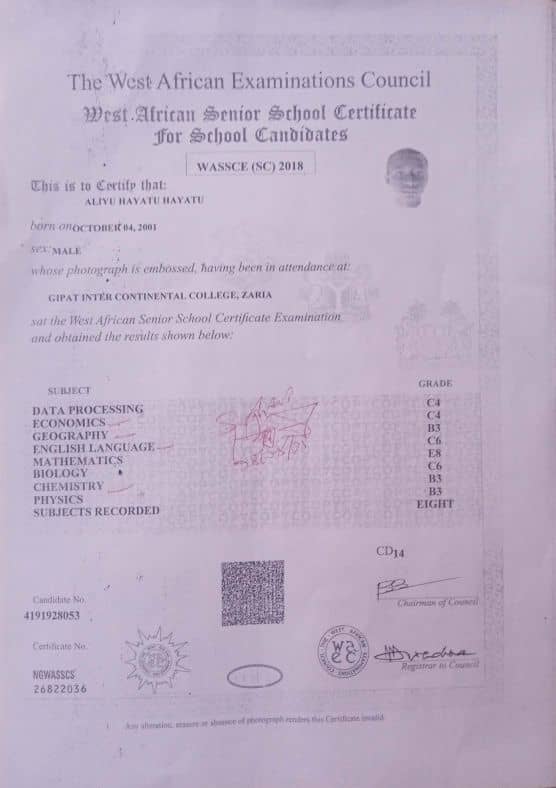 The West African Examinations Council
West African Senior School Certificate
For School Candidates
WASSCE (SC) 2018
This is to Certify that:
ALIYU HAYATU HAYATU
born on OCTOBER 04, 2001
sex: MALE
whose photograph is embossed, having been in attendance at:
GIPAT INTER CONTINENTAL COLLEGE, ZARIA
sat the West African Senior School Certificate Examination
and obtained the results shown below:
SUBJECT GRADE
DATA PROCESSING C4
ECONOMICS C4
GEOGRAPHY B3
ENGLISH LANGUAGE C6
MATHEMATICS E8
BIOLOGY C6
CHEMISTRY B3
PHYSICS B3
SUBJECTS RECORDED EIGHT
CD14
Candidate No. Chairman of Council
4191928053
Certificate No.
Registrar to Council
NGWASSCS
26822036
Any alteration, erasure or absence of photograph renders this Certificate invalid